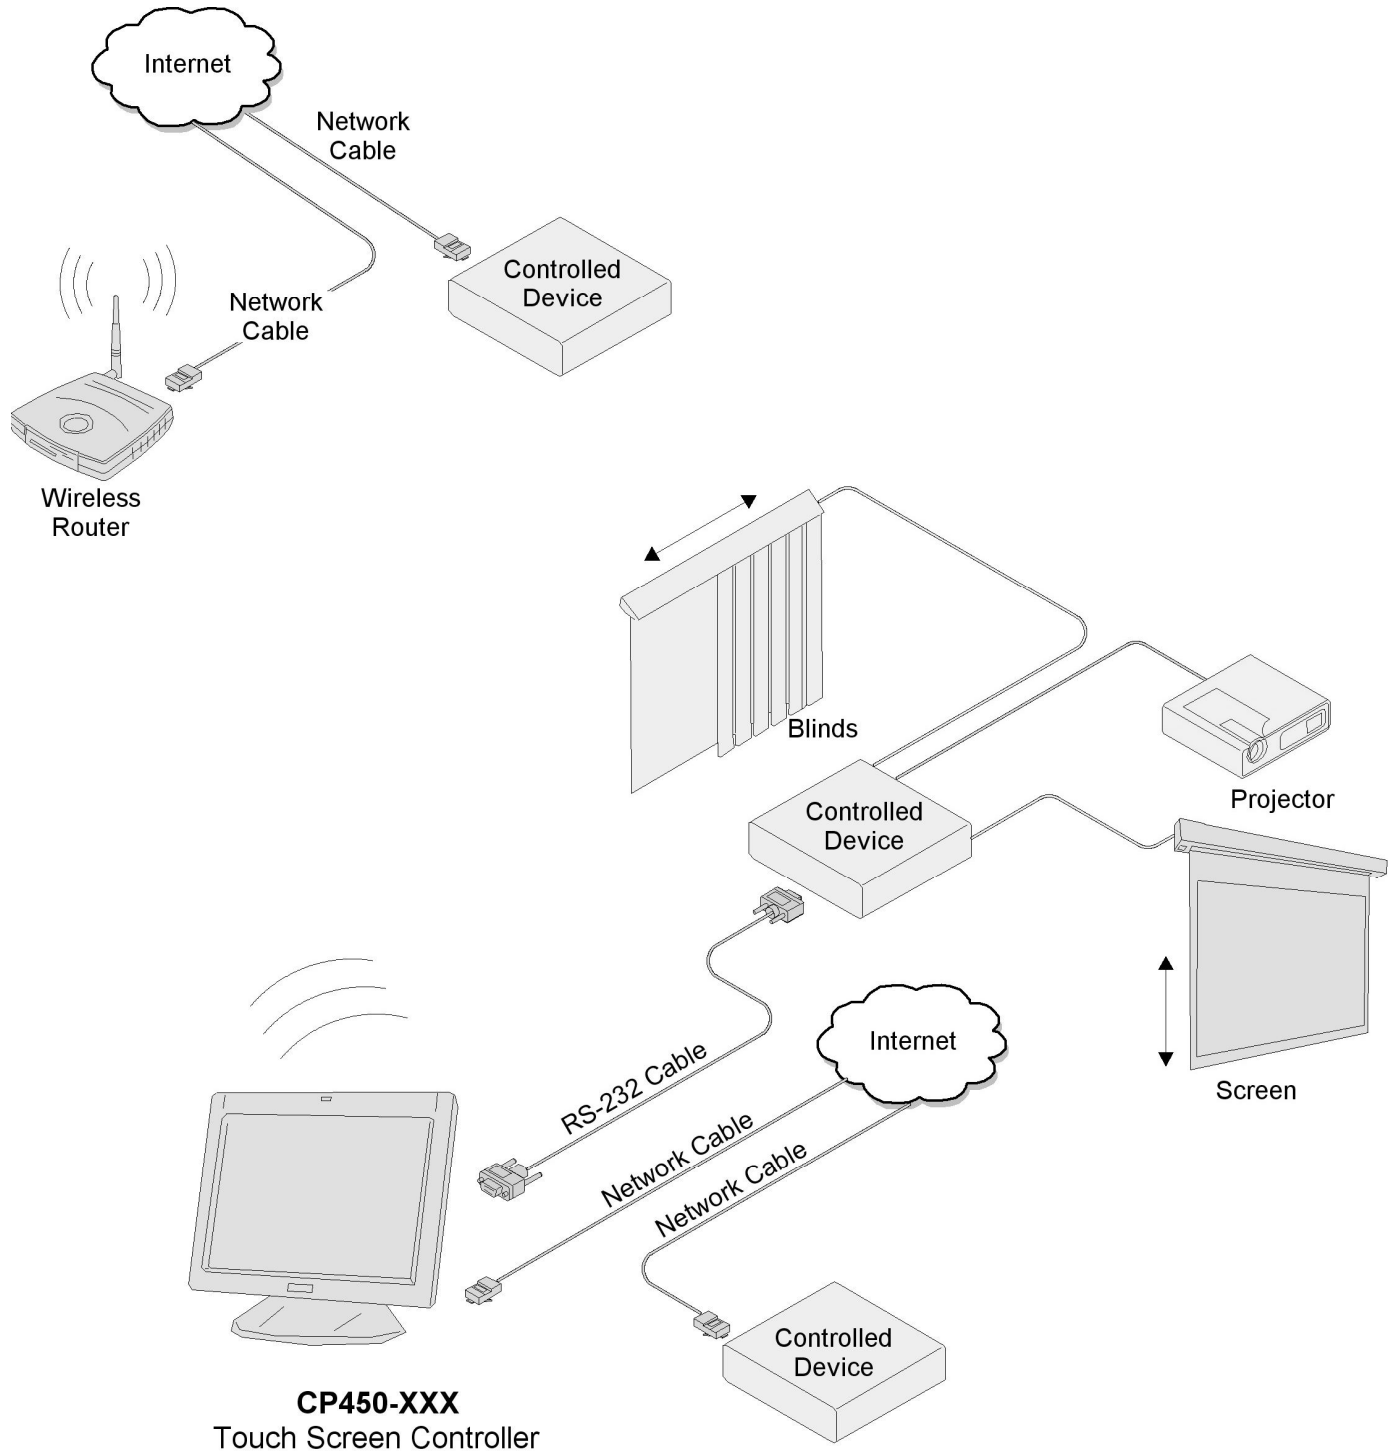 Internet
Network
Cable
Controlled
Device
Network
Cable
Wireless
Router
Blinds
Projector
Controlled
Device
Screen
Internet
RS-232 Cable
Network Cable
Network Cable
Controlled
Device
CP450-XXX
Touch Screen Controller